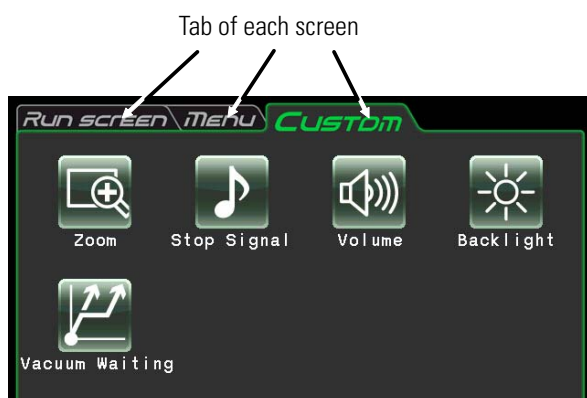 Tab of each screen
Run screen Menu Custom
Zoom Stop Signal Volume Backlight
Vacuum Waiting